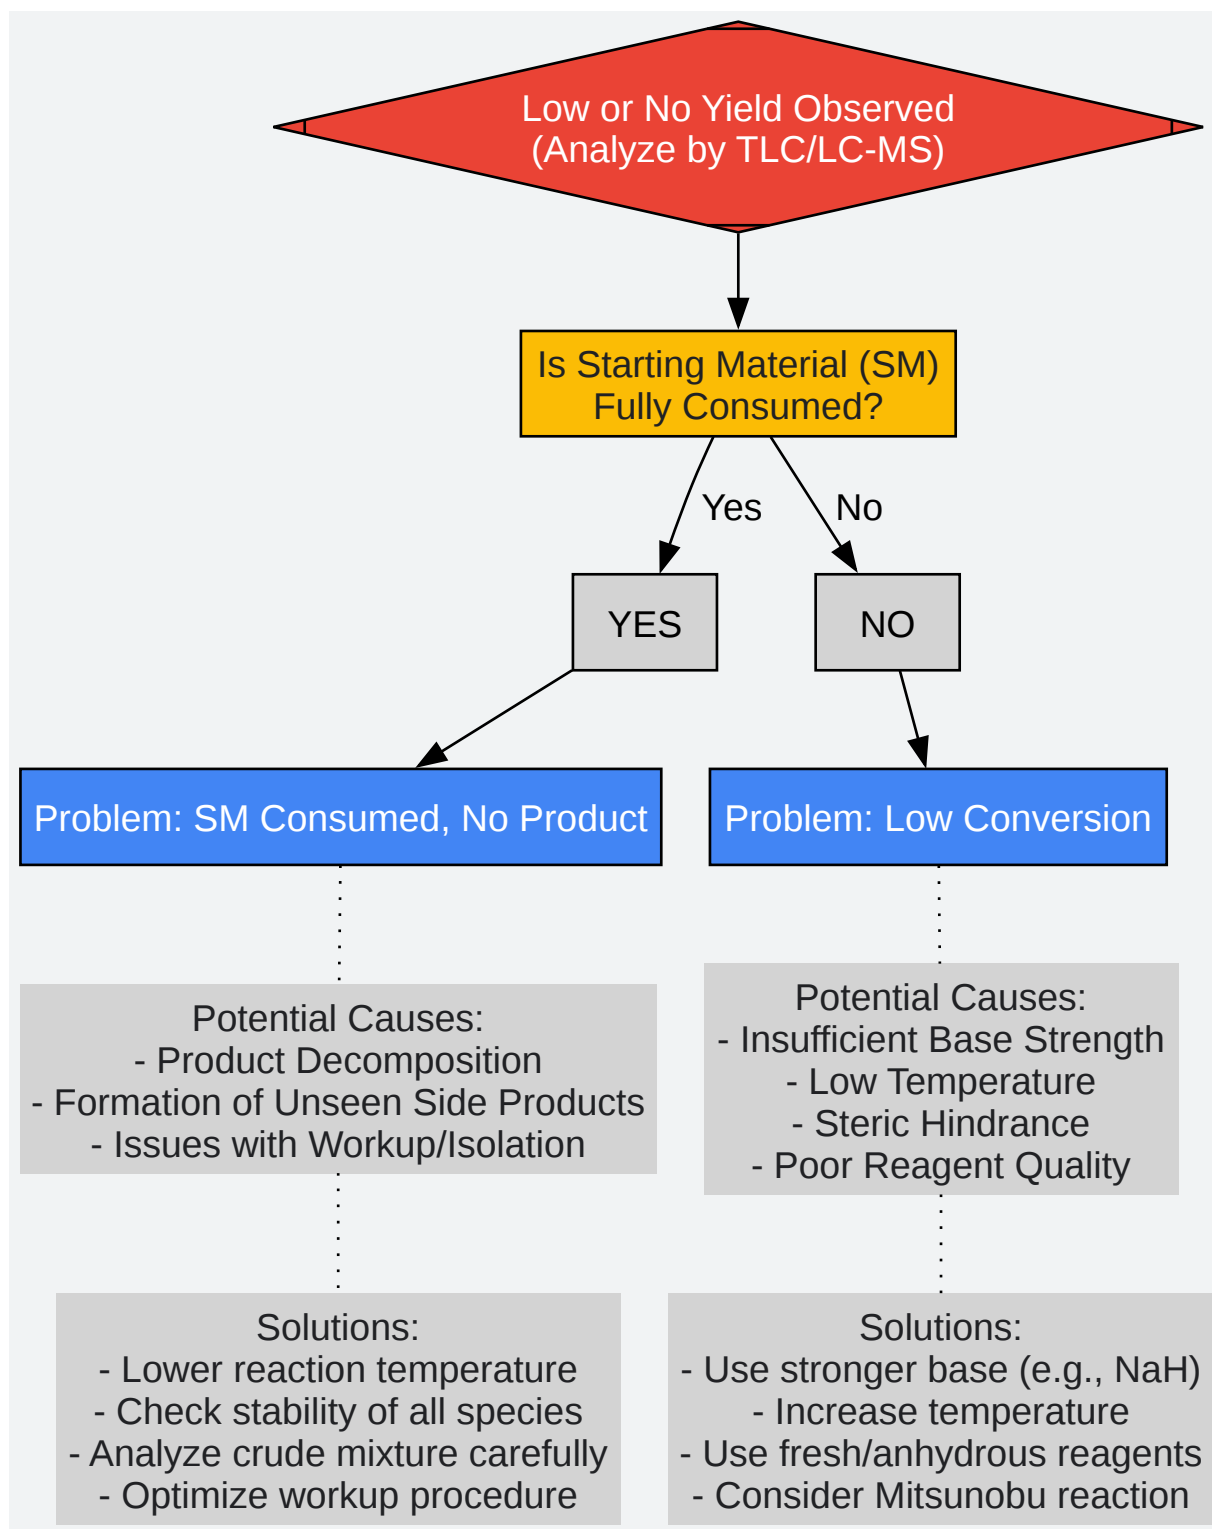 Low or No Yield Observed
(Analyze by TLC/LC-MS)
Is Starting Material (SM)
Fully Consumed?
Yes
No
YES
NO
Problem: SM Consumed, No Product
Problem: Low Conversion
Potential Causes:
- Product Decomposition
- Formation of Unseen Side Products
- Issues with Workup/Isolation
Potential Causes:
- Insufficient Base Strength
- Low Temperature
- Steric Hindrance
- Poor Reagent Quality
Solutions:
- Lower reaction temperature
- Check stability of all species
- Analyze crude mixture carefully
- Optimize workup procedure
Solutions:
- Use stronger base (e.g., NaH)
- Increase temperature
- Use fresh/anhydrous reagents
- Consider Mitsunobu reaction